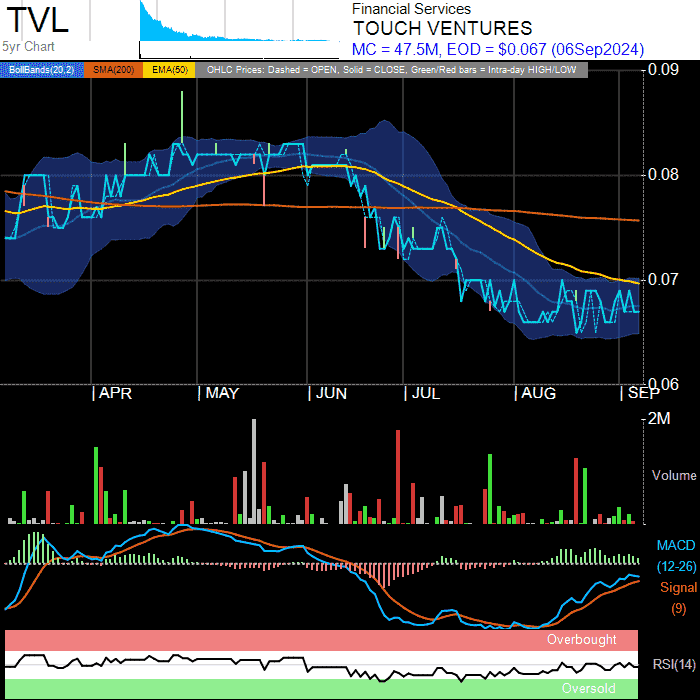 TVL
5yr Chart
Financial Services
TOUCH VENTURES
MC = 47.5M, EOD = $0.067 (06Sep2024)
BollBands(20,2) SMA(200) EMA(50) OHLC Prices: Dashed = OPEN, Solid = CLOSE, Green/Red bars = Intra-day HIGH/LOW
0.09
0.08
0.07
0.06
APR MAY JUN JUL AUG SEP
2M
Volume
MACD
(12-26)
Signal
(9)
Overbought
RSI(14)
Oversold